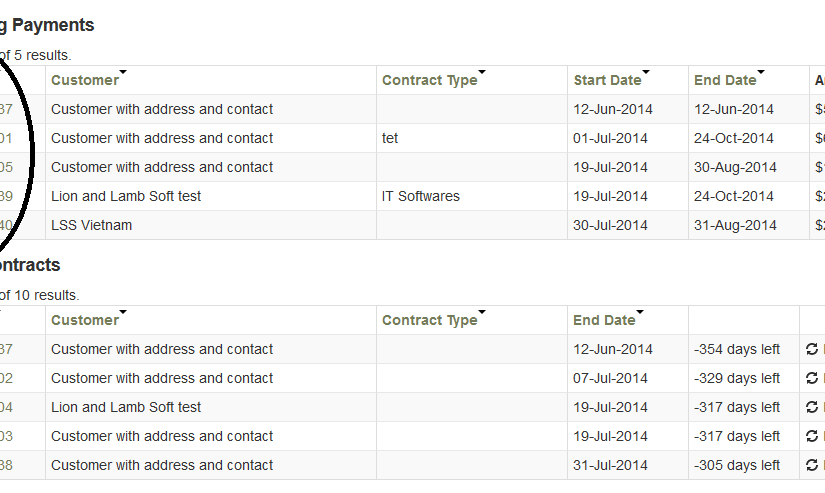 g Payments
of 5 results.
Customer Contract Type Start Date End Date
37 Customer with address and contact 12-Jun-2014 12-Jun-2014
01 Customer with address and contact tet 01-Jul-2014 24-Oct-2014
05 Customer with address and contact 19-Jul-2014 30-Aug-2014
39 Lion and Lamb Soft test IT Softwares 19-Jul-2014 24-Oct-2014
40 LSS Vietnam 30-Jul-2014 31-Aug-2014
ontracts
of 10 results.
Customer Contract Type End Date
37 Customer with address and contact 12-Jun-2014 -354 days left
02 Customer with address and contact 07-Jul-2014 -329 days left
04 Lion and Lamb Soft test 19-Jul-2014 -317 days left
03 Customer with address and contact 19-Jul-2014 -317 days left
38 Customer with address and contact 31-Jul-2014 -305 days left